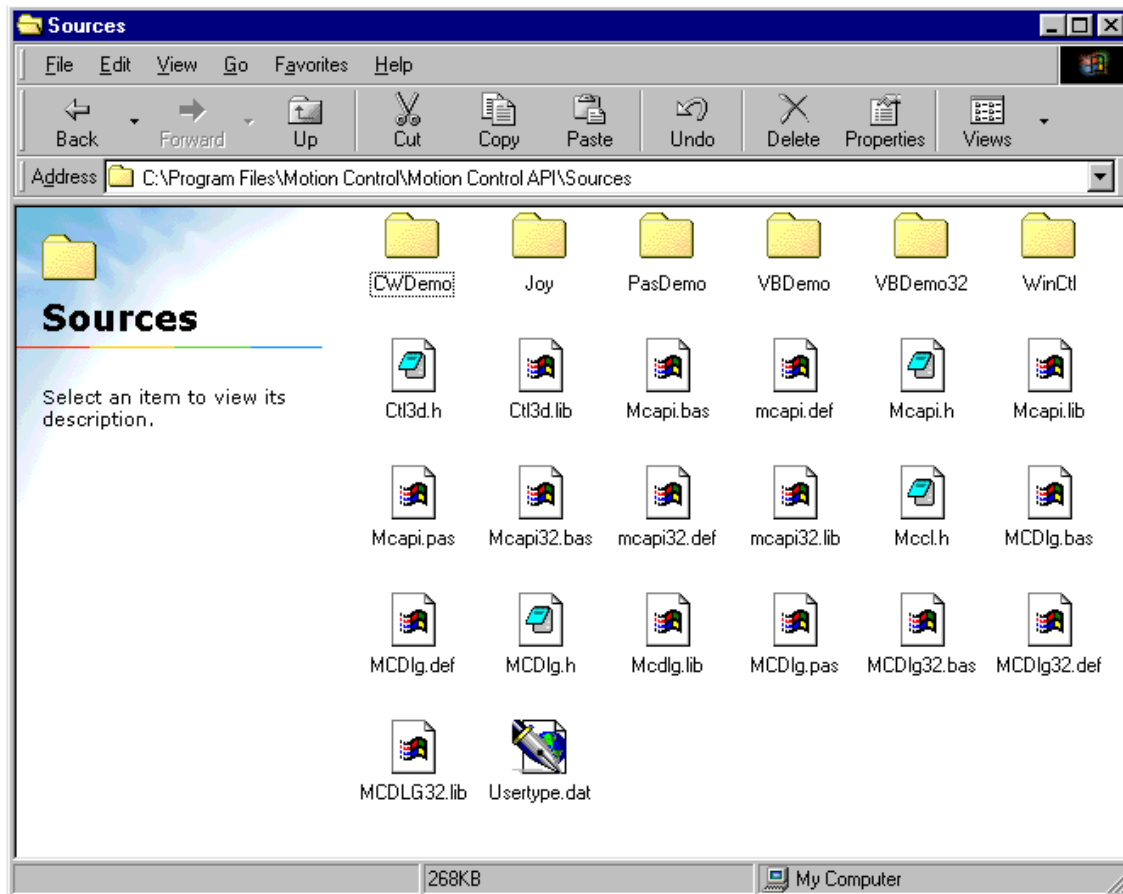 Sources
File Edit View Go Favorites Help
Back Forward Up Cut Copy Paste Undo Delete Properties Views
Address C:\Program Files\Motion Control\Motion Control API\Sources
Sources
Select an item to view its
description.
CWDemo Joy PasDemo VBDemo VBDemo32 WinCtl
Ctl3d.h Ctl3d.lib Mcapi.bas mcapi.def Mcapi.h Mcapi.lib
Mcapi.pas Mcapi32.bas mcapi32.def mcapi32.lib Mccl.h MCDlg.bas
MCDlg.def MCDlg.h Mcdlg.lib MCDlg.pas MCDlg32.bas MCDlg32.def
MCDLG32.lib Usertype.dat
268KB My Computer